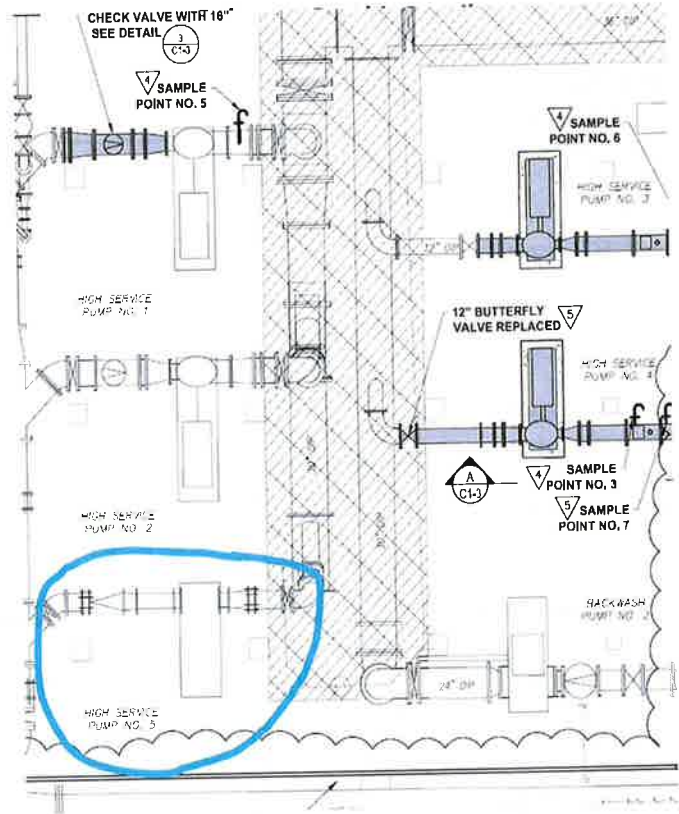 CHECK VALVE WITH 16"
SEE DETAIL
3
C1-3
4
SAMPLE
POINT NO. 5
4
SAMPLE
POINT NO. 6
HIGH SERVICE
PUMP NO. 3
HIGH SERVICE
PUMP NO. 1
12" BUTTERFLY
VALVE REPLACED
5
HIGH SERVICE
PUMP NO. 4
A
C1-3
4
SAMPLE
POINT NO. 3
5
SAMPLE
POINT NO. 7
HIGH SERVICE
PUMP NO. 2
BACKWASH
PUMP NO. 2
24" DIP
HIGH SERVICE
PUMP NO. 5